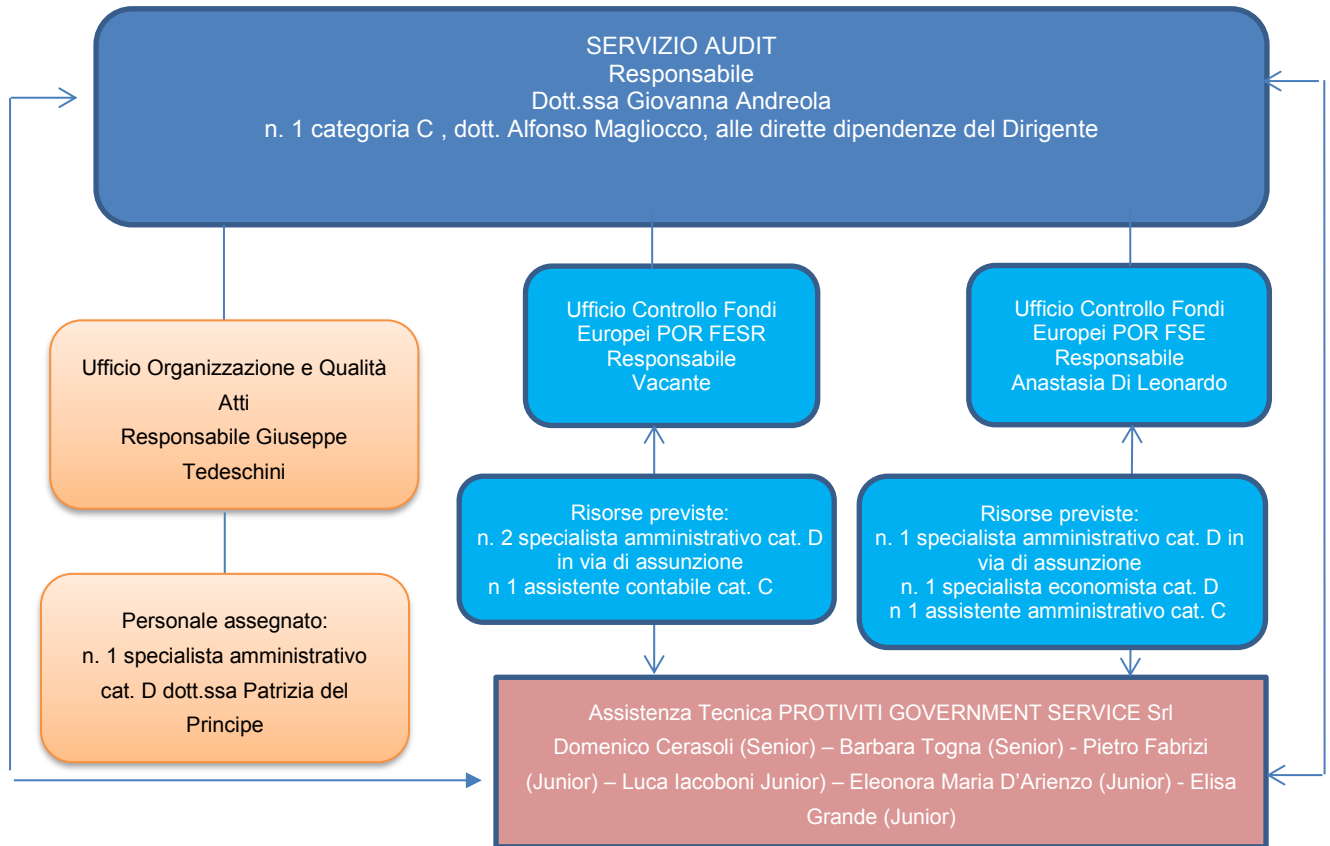 SERVIZIO AUDIT
Responsabile
Dott.ssa Giovanna Andreola
n. 1 categoria C , dott. Alfonso Magliocco, alle dirette dipendenze del Dirigente
Ufficio Organizzazione e Qualità
Atti
Responsabile Giuseppe
Tedeschini
Ufficio Controllo Fondi
Europei POR FESR
Responsabile
Vacante
Ufficio Controllo Fondi
Europei POR FSE
Responsabile
Anastasia Di Leonardo
Personale assegnato:
n. 1 specialista amministrativo
cat. D dott.ssa Patrizia del
Principe
Risorse previste:
n. 2 specialista amministrativo cat. D
in via di assunzione
n 1 assistente contabile cat. C
Risorse previste:
n. 1 specialista amministrativo cat. D in
via di assunzione
n. 1 specialista economista cat. D
n 1 assistente amministrativo cat. C
Assistenza Tecnica PROTIVITI GOVERNMENT SERVICE Srl
Domenico Cerasoli (Senior) – Barbara Togna (Senior) - Pietro Fabrizi
(Junior) – Luca Iacoboni Junior) – Eleonora Maria D’Arienzo (Junior) - Elisa
Grande (Junior)